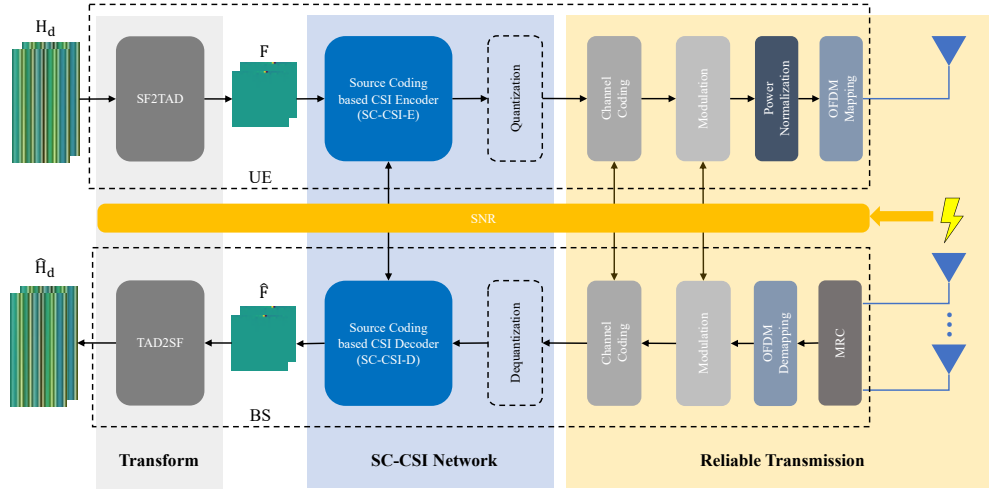 H_d
SF2TAD
F
Source Coding
based CSI Encoder
(SC-CSI-E)
Quantization
Channel
Coding
Modulation
Power
Normalization
OFDM
Mapping
UE
SNR
Ĥ_d
TAD2SF
F̂
Source Coding
based CSI Decoder
(SC-CSI-D)
Dequantization
Channel
Coding
Modulation
OFDM
Demapping
MRC
BS
Transform
SC-CSI Network
Reliable Transmission